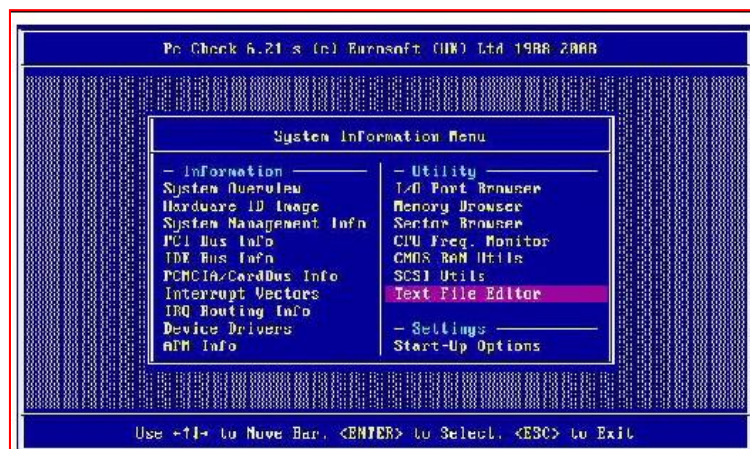 Pc Check 6.21 s (c) Eurosoft (UK) Ltd 1988 2008
System Information Menu
— Information —
System Overview
Hardware ID Image
System Management Info
PCI Bus Info
IDE Bus Info
PCMCIA/CardBus Info
Interrupt Vectors
IRQ Routing Info
Device Drivers
APM Info
— Utility —
I/O Port Browser
Memory Browser
Sector Browser
CPU Freq. Monitor
CMOS RAM Utils
SCSI Utils
Text File Editor
— Settings —
Start-Up Options
Use ←↑↓→ to Move Bar. <ENTER> to Select. <ESC> to Exit